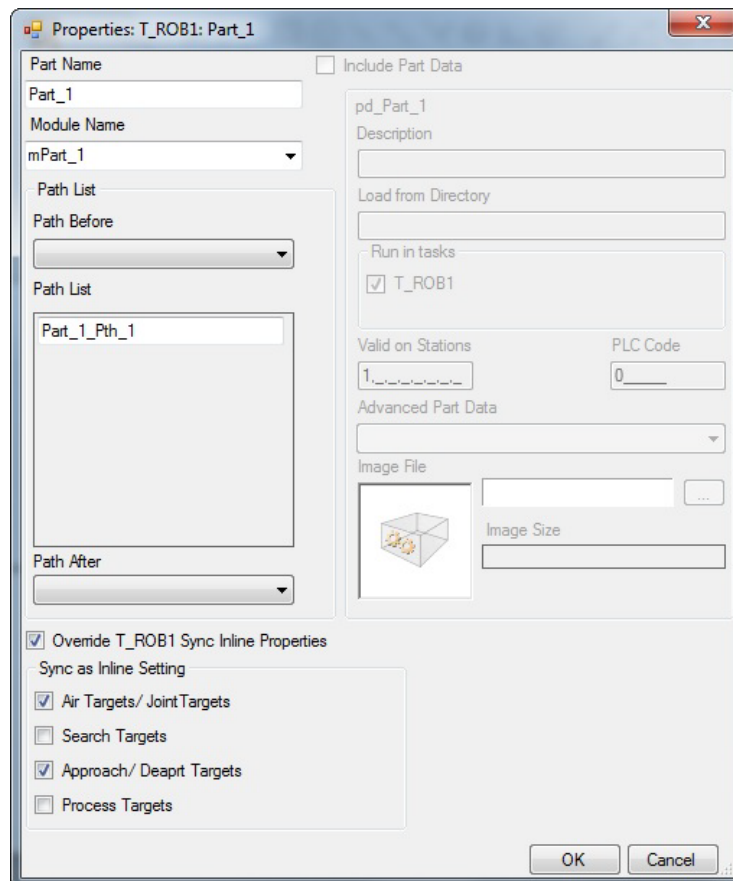 Properties: T_ROB1: Part_1
Part Name
Part_1
Module Name
mPart_1
Path List
Path Before
Path List
Part_1_Pth_1
Path After
Include Part Data
pd_Part_1
Description
Load from Directory
Run in tasks
T_ROB1
Valid on Stations
PLC Code
1,_,_,_,_,_,_,_
0_____
Advanced Part Data
Image File
...
Image Size
Override T_ROB1 Sync Inline Properties
Sync as Inline Setting
Air Targets/ JointTargets
Search Targets
Approach/ Deaprt Targets
Process Targets
OK
Cancel